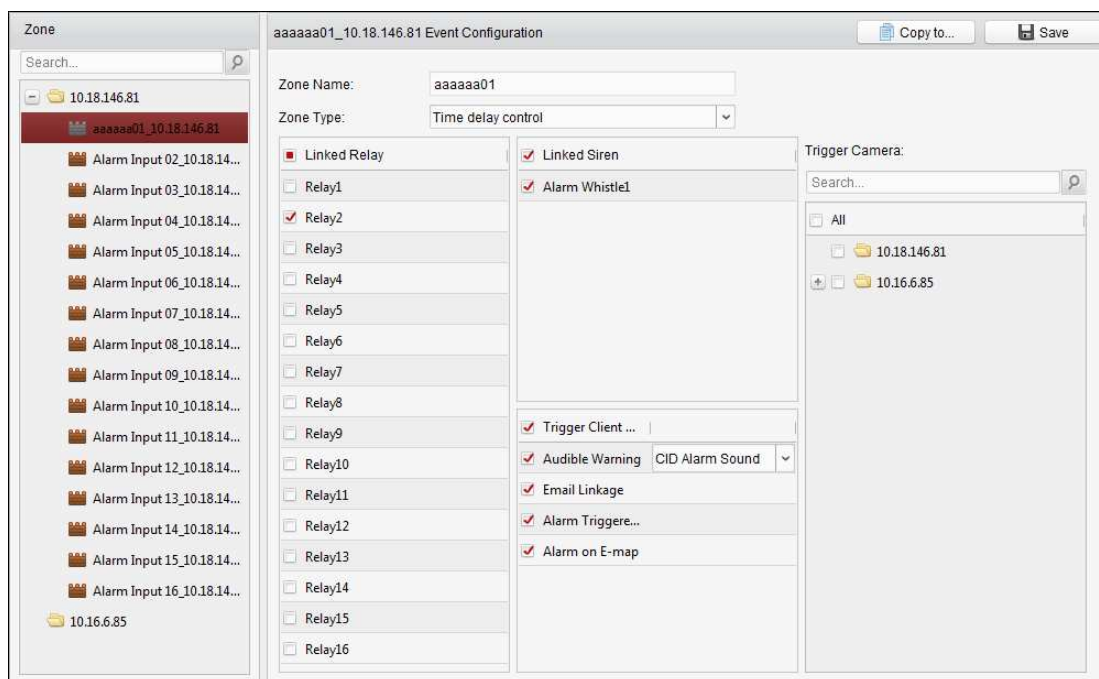 Zone
Search...
10.18.146.81
aaaaaa01_10.18.146.81
Alarm Input 02_10.18.14...
Alarm Input 03_10.18.14...
Alarm Input 04_10.18.14...
Alarm Input 05_10.18.14...
Alarm Input 06_10.18.14...
Alarm Input 07_10.18.14...
Alarm Input 08_10.18.14...
Alarm Input 09_10.18.14...
Alarm Input 10_10.18.14...
Alarm Input 11_10.18.14...
Alarm Input 12_10.18.14...
Alarm Input 13_10.18.14...
Alarm Input 14_10.18.14...
Alarm Input 15_10.18.14...
Alarm Input 16_10.18.14...
10.16.6.85
aaaaaa01_10.18.146.81 Event Configuration
Copy to...
Save
Zone Name: aaaaaa01
Zone Type: Time delay control
Linked Relay
Relay1
Relay2
Relay3
Relay4
Relay5
Relay6
Relay7
Relay8
Relay9
Relay10
Relay11
Relay12
Relay13
Relay14
Relay15
Relay16
Linked Siren
Alarm Whistle1
Trigger Client ...
Audible Warning CID Alarm Sound
Email Linkage
Alarm Triggere...
Alarm on E-map
Trigger Camera:
Search...
All
10.18.146.81
10.16.6.85